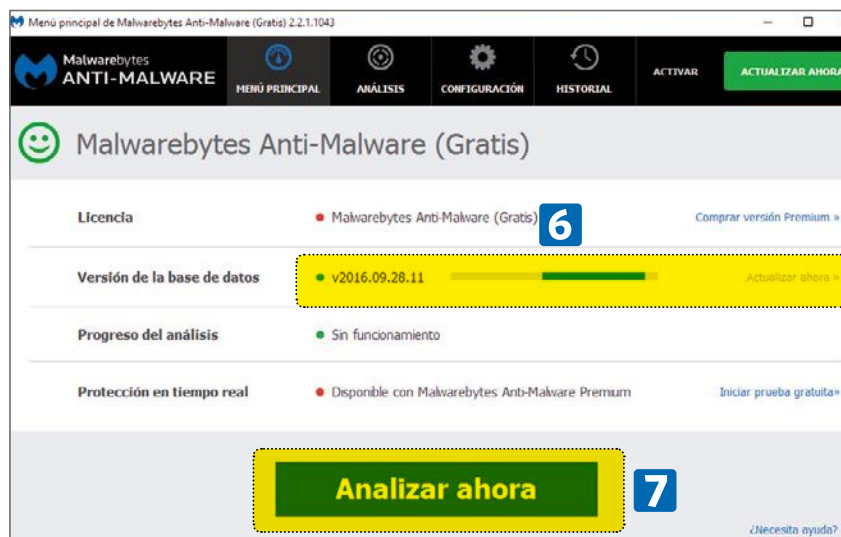 Menú principal de Malwarebytes Anti-Malware (Gratis) 2.2.1.1043
Malwarebytes
ANTI-MALWARE
MENÚ PRINCIPAL
ANÁLISIS
CONFIGURACIÓN
HISTORIAL
ACTIVAR
ACTUALIZAR AHORA
Malwarebytes Anti-Malware (Gratis)
Licencia Malwarebytes Anti-Malware (Gratis) 6 Comprar versión Premium »
Versión de la base de datos v2016.09.28.11 Actualizar ahora »
Progreso del análisis Sin funcionamiento
Protección en tiempo real Disponible con Malwarebytes Anti-Malware Premium Iniciar prueba gratuita»
Analizar ahora 7
¿Necesita ayuda?